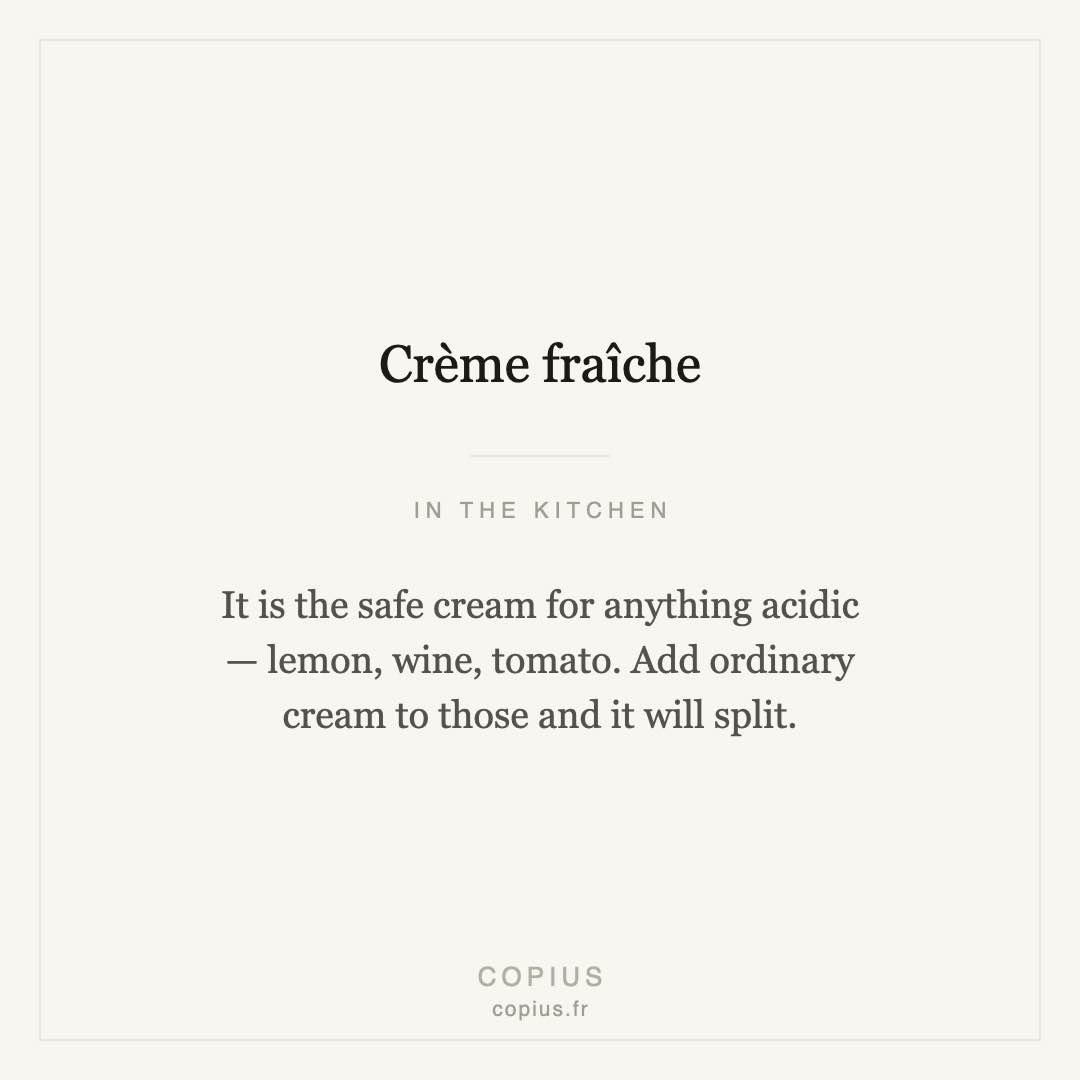 Crème fraîche
IN THE KITCHEN
It is the safe cream for anything acidic
— lemon, wine, tomato. Add ordinary
cream to those and it will split.
COPIUS
copius.fr